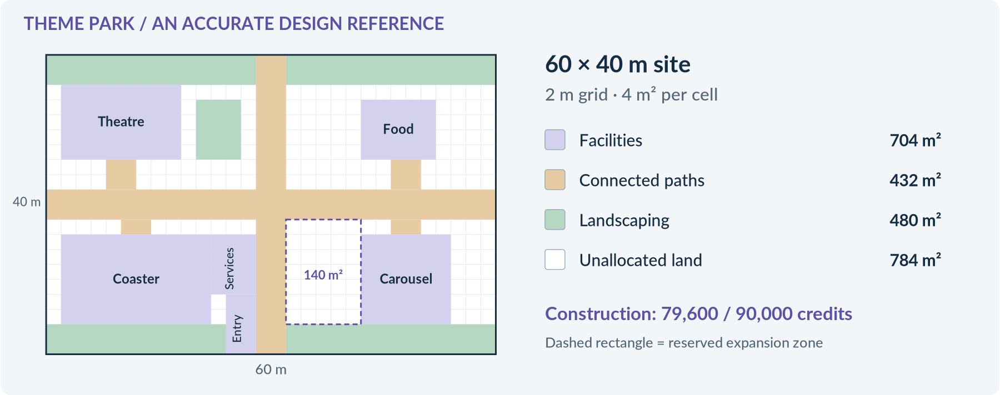 THEME PARK / AN ACCURATE DESIGN REFERENCE
Theatre
Food
40 m
Coaster
Services
Entry
140 m²
Carousel
60 m
60 × 40 m site
2 m grid · 4 m² per cell
Facilities 704 m²
Connected paths 432 m²
Landscaping 480 m²
Unallocated land 784 m²
Construction: 79,600 / 90,000 credits
Dashed rectangle = reserved expansion zone